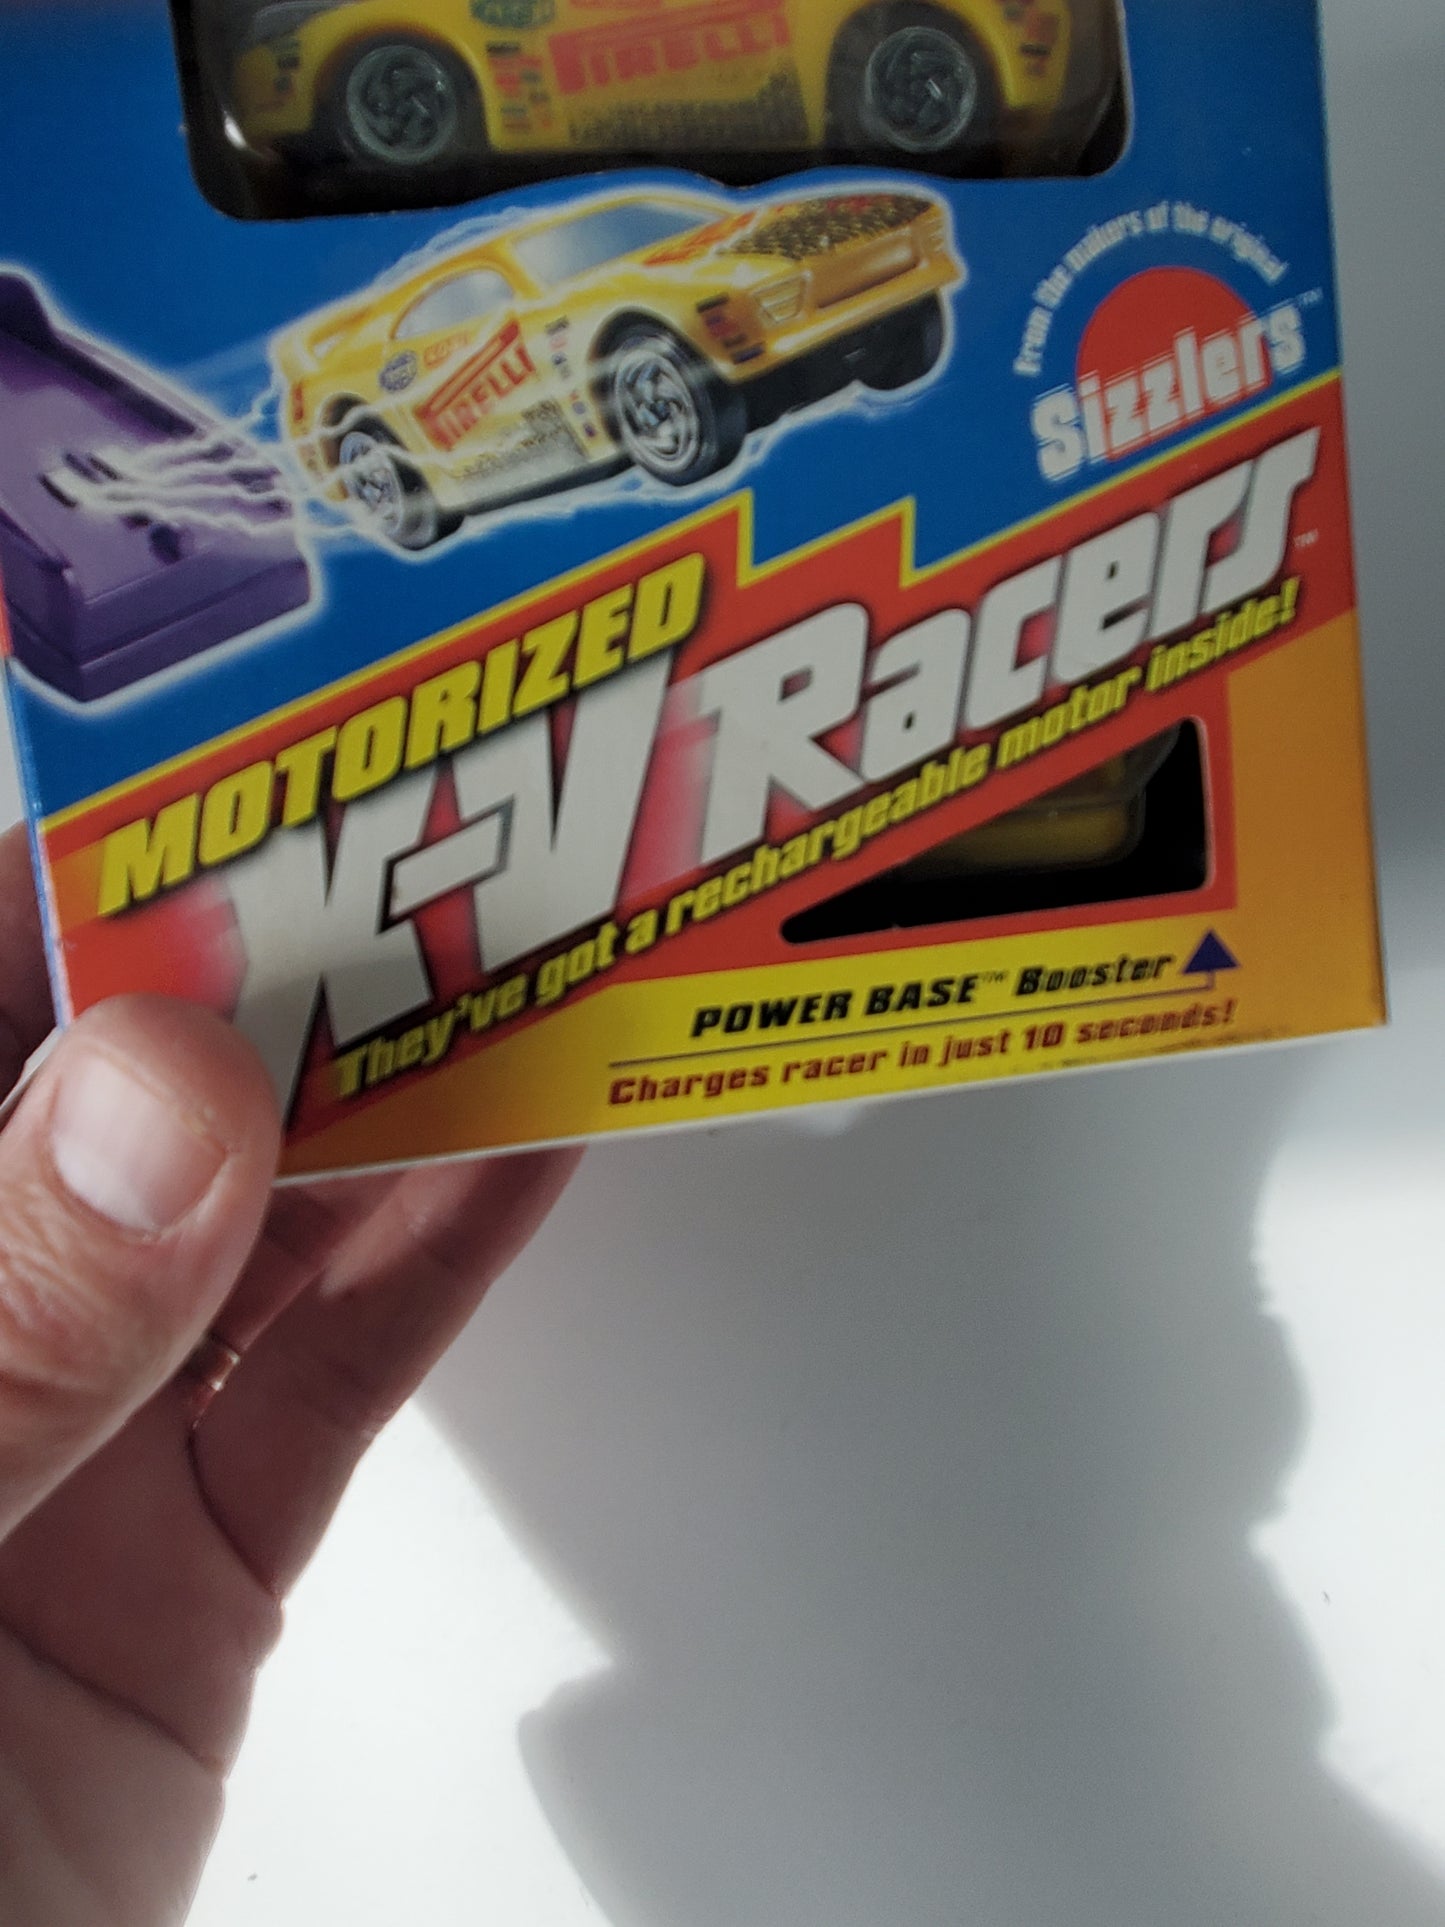 PIRELLI
PIRELLI
from the makers of the original
Sizzlers™
MOTORIZED
X-V Racers™
They've got a rechargeable motor inside!
POWER BASE™ Booster
Charges racer in just 10 seconds!